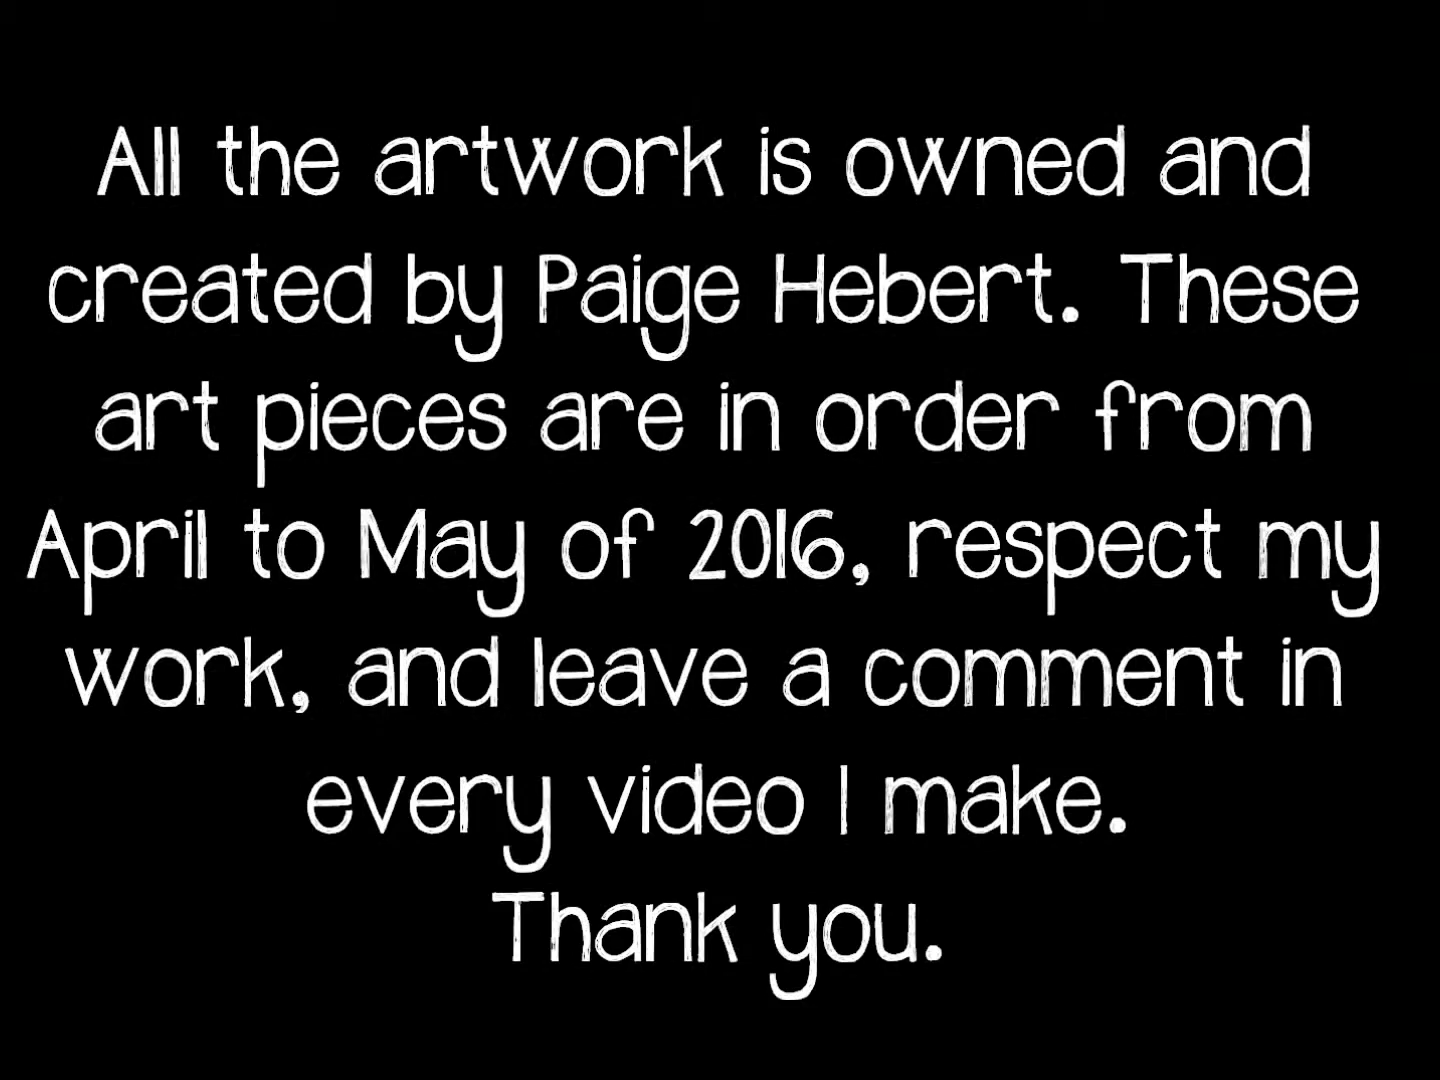 All the artwork is owned and
created by Paige Hebert. These
art pieces are in order from
April to May of 2016, respect my
work, and leave a comment in
every video I make.
Thank you.